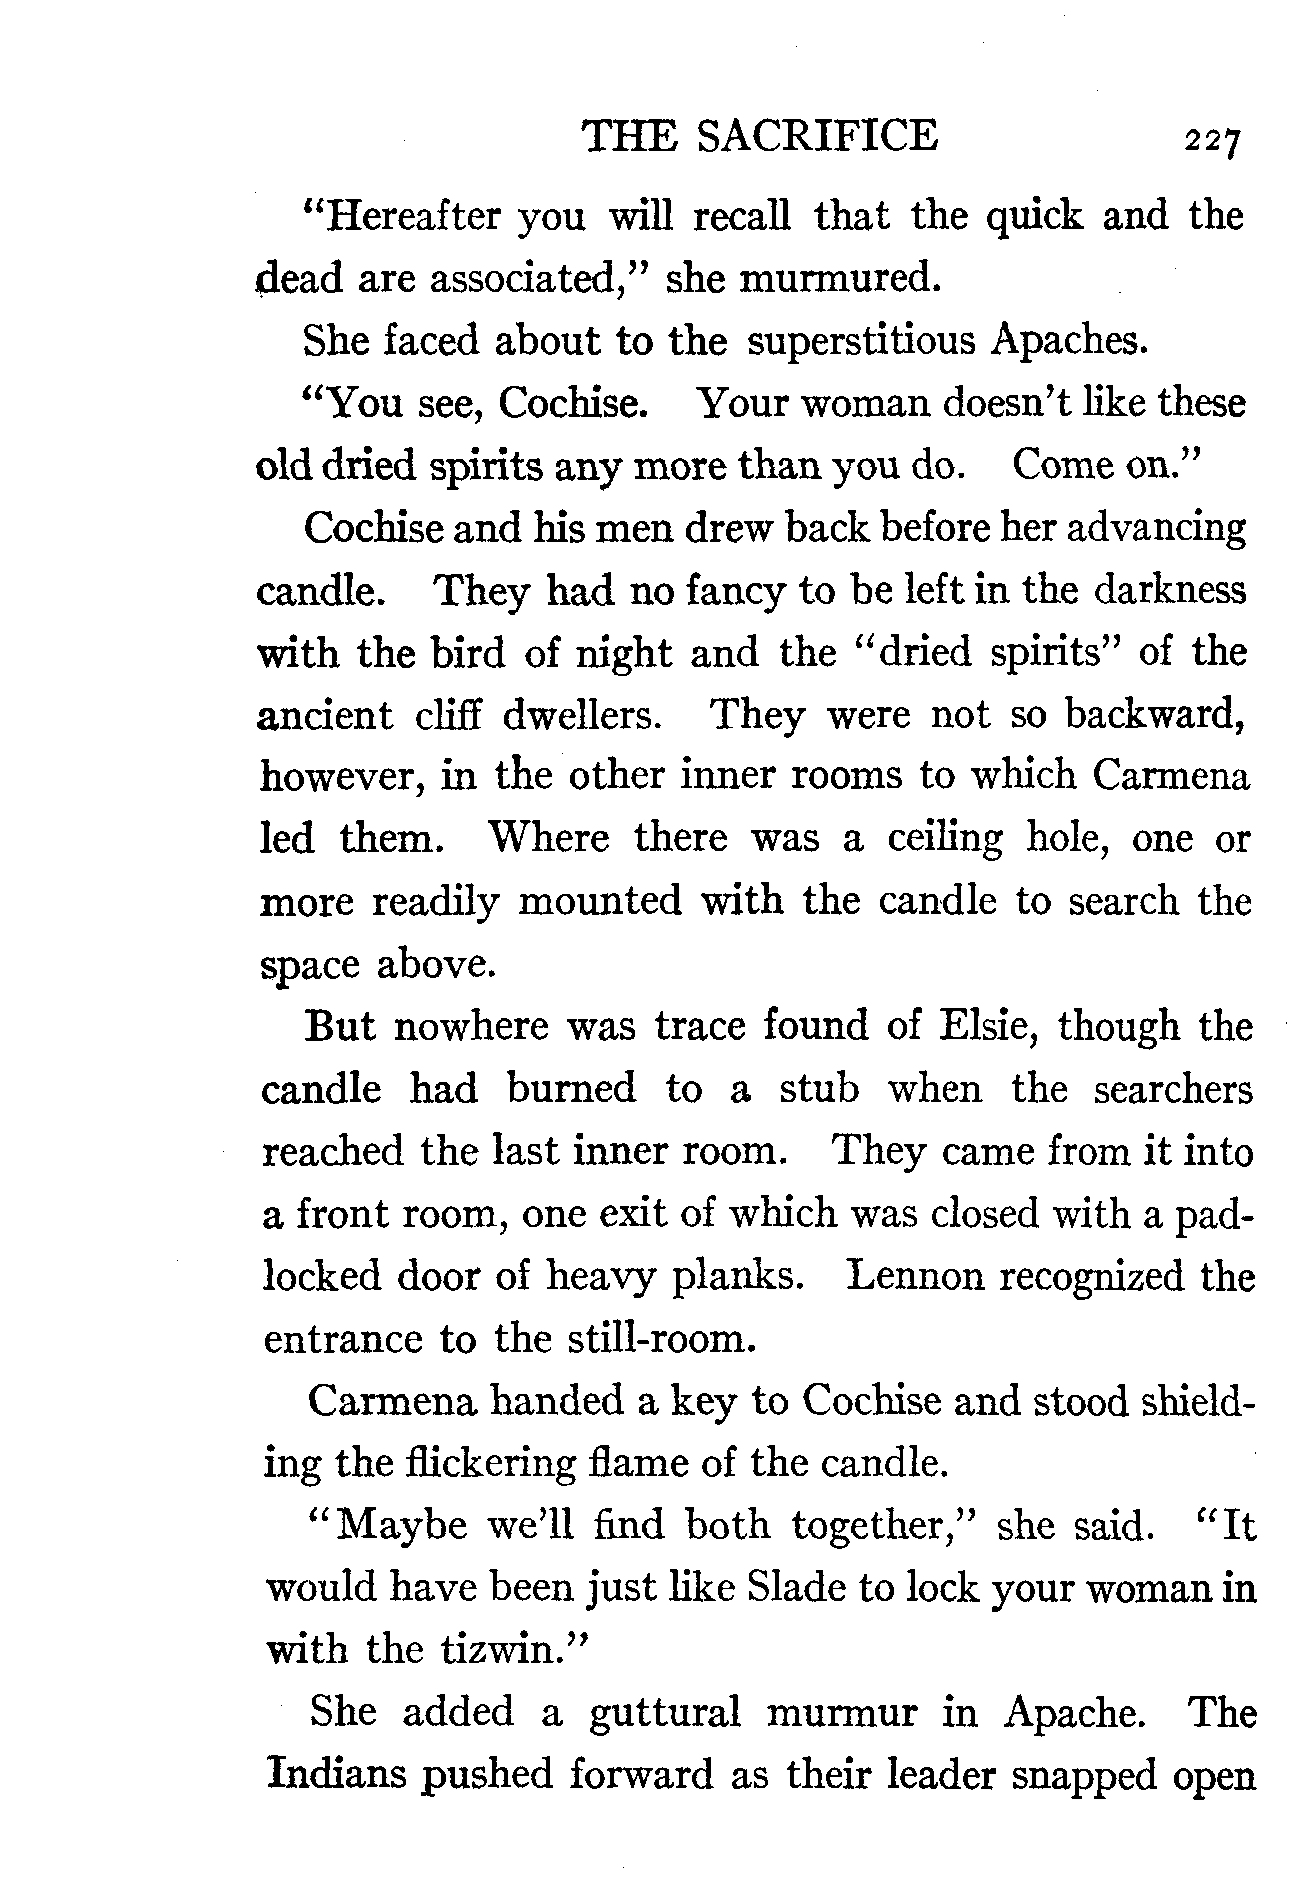 THE SACRIFICE 227
"Hereafter you will recall that the quick and the
dead are associated," she murmured.
She faced about to the superstitious Apaches.
"You see, Cochise. Your woman doesn't like these
old dried spirits any more than you do. Come on."
Cochise and his men drew back before her advancing
candle. They had no fancy to be left in the darkness
with the bird of night and the "dried spirits" of the
ancient cliff dwellers. They were not so backward,
however, in the other inner rooms to which Carmena
led them. Where there was a ceiling hole, one or
more readily mounted with the candle to search the
space above.
But nowhere was trace found of Elsie, though the
candle had burned to a stub when the searchers
reached the last inner room. They came from it into
a front room, one exit of which was closed with a pad-
locked door of heavy planks. Lennon recognized the
entrance to the still-room.
Carmena handed a key to Cochise and stood shield-
ing the flickering flame of the candle.
"Maybe we'll find both together," she said. "It
would have been just like Slade to lock your woman in
with the tizwin."
She added a guttural murmur in Apache. The
Indians pushed forward as their leader snapped open